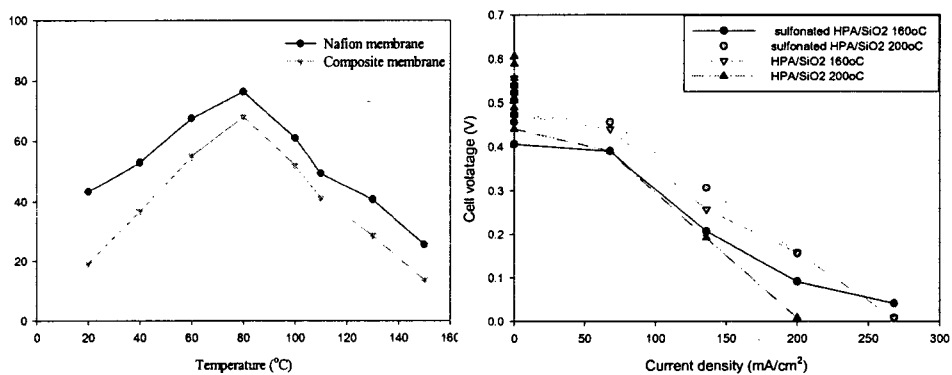 100
80
60
40
20
0
0 20 40 60 80 100 120 140 160
Temperature (°C)
Nafion membrane
Composite membrane
0.7
0.6
0.5
0.4
0.3
0.2
0.1
0.0
0 50 100 150 200 250 300
Cell volatage (V)
Current density (mA/cm²)
sulfonated HPA/SiO2 160oC
sulfonated HPA/SiO2 200oC
HPA/SiO2 160oC
HPA/SiO2 200oC